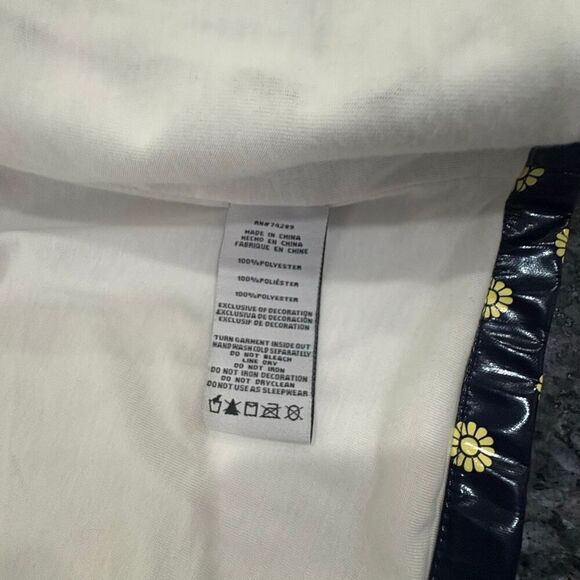 RN# 74289
MADE IN CHINA
HECHO EN CHINA
FABRIQUE EN CHINE
100%POLYESTER
100%POLIÉSTER
100%POLYESTER
EXCLUSIVE OF DECORATION
EXCLUSIVA DE DECORACIÓN
EXCLUSIF DE DECORATION
TURN GARMENT INSIDE OUT
HAND WASH COLD SEPARATELY
DO NOT BLEACH
LINE DRY
DO NOT IRON
DO NOT IRON DECORATION
DO NOT DRYCLEAN
DO NOT USE AS SLEEPWEAR